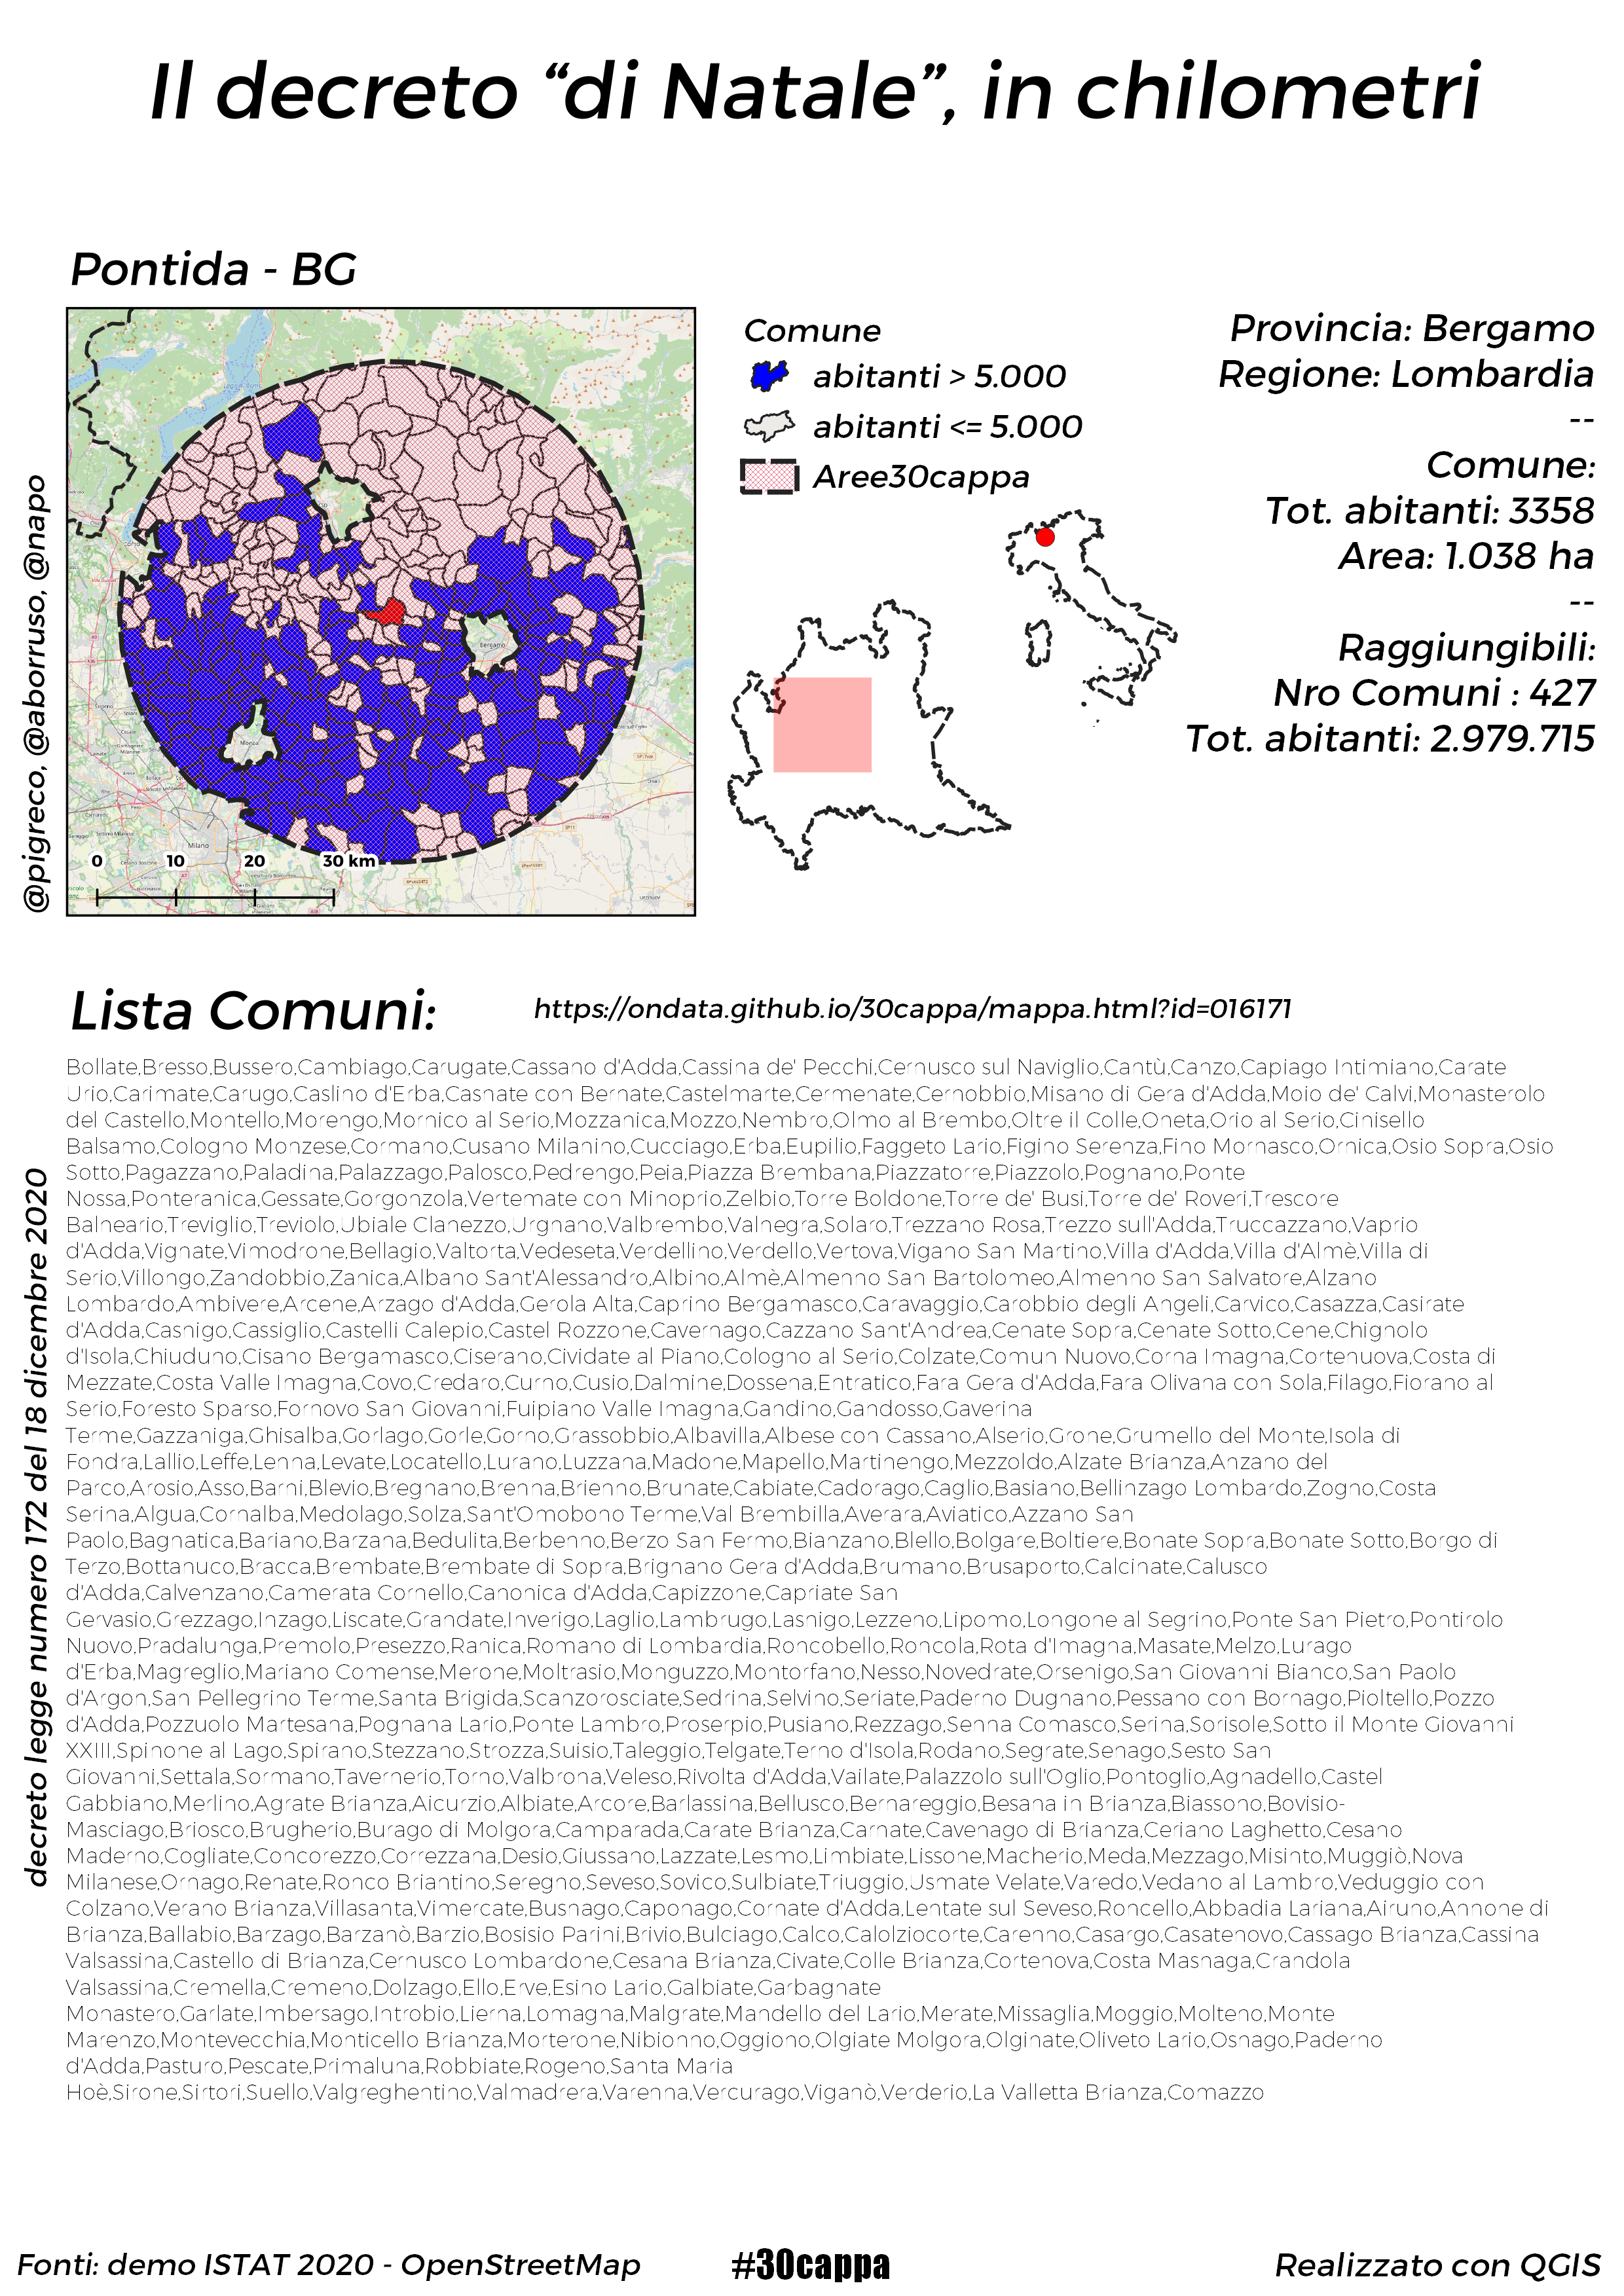 Il decreto “di Natale”, in chilometri
Pontida - BG
Comune
abitanti > 5.000
abitanti <= 5.000
Aree30cappa
Provincia: Bergamo
Regione: Lombardia
--
Comune:
Tot. abitanti: 3358
Area: 1.038 ha
--
Raggiungibili:
Nro Comuni : 427
Tot. abitanti: 2.979.715
@pigreco, @aborruso, @napo
Bergamo
Monza
Milano
0 10 20 30 km
Lista Comuni:
https://ondata.github.io/30cappa/mappa.html?id=016171
decreto legge numero 172 del 18 dicembre 2020
Bollate,Bresso,Bussero,Cambiago,Carugate,Cassano d'Adda,Cassina de' Pecchi,Cernusco sul Naviglio,Cantù,Canzo,Capiago Intimiano,Carate
Urio,Carimate,Carugo,Caslino d'Erba,Casnate con Bernate,Castelmarte,Cermenate,Cernobbio,Misano di Gera d'Adda,Moio de' Calvi,Monasterolo
del Castello,Montello,Morengo,Mornico al Serio,Mozzanica,Mozzo,Nembro,Olmo al Brembo,Oltre il Colle,Oneta,Orio al Serio,Cinisello
Balsamo,Cologno Monzese,Cormano,Cusano Milanino,Cucciago,Erba,Eupilio,Faggeto Lario,Figino Serenza,Fino Mornasco,Ornica,Osio Sopra,Osio
Sotto,Pagazzano,Paladina,Palazzago,Palosco,Pedrengo,Peia,Piazza Brembana,Piazzatorre,Piazzolo,Pognano,Ponte
Nossa,Ponteranica,Gessate,Gorgonzola,Vertemate con Minoprio,Zelbio,Torre Boldone,Torre de' Busi,Torre de' Roveri,Trescore
Balneario,Treviglio,Treviolo,Ubiale Clanezzo,Urgnano,Valbrembo,Valnegra,Solaro,Trezzano Rosa,Trezzo sull'Adda,Truccazzano,Vaprio
d'Adda,Vignate,Vimodrone,Bellagio,Valtorta,Vedeseta,Verdellino,Verdello,Vertova,Vigano San Martino,Villa d'Adda,Villa d'Almè,Villa di
Serio,Villongo,Zandobbio,Zanica,Albano Sant'Alessandro,Albino,Almè,Almenno San Bartolomeo,Almenno San Salvatore,Alzano
Lombardo,Ambivere,Arcene,Arzago d'Adda,Gerola Alta,Caprino Bergamasco,Caravaggio,Carobbio degli Angeli,Carvico,Casazza,Casirate
d'Adda,Casnigo,Cassiglio,Castelli Calepio,Castel Rozzone,Cavernago,Cazzano Sant'Andrea,Cenate Sopra,Cenate Sotto,Cene,Chignolo
d'Isola,Chiuduno,Cisano Bergamasco,Ciserano,Cividate al Piano,Cologno al Serio,Colzate,Comun Nuovo,Corna Imagna,Cortenuova,Costa di
Mezzate,Costa Valle Imagna,Covo,Credaro,Curno,Cusio,Dalmine,Dossena,Entratico,Fara Gera d'Adda,Fara Olivana con Sola,Filago,Fiorano al
Serio,Foresto Sparso,Fornovo San Giovanni,Fuipiano Valle Imagna,Gandino,Gandosso,Gaverina
Terme,Gazzaniga,Ghisalba,Gorlago,Gorle,Gorno,Grassobbio,Albavilla,Albese con Cassano,Alserio,Grone,Grumello del Monte,Isola di
Fondra,Lallio,Leffe,Lenna,Levate,Locatello,Lurano,Luzzana,Madone,Mapello,Martinengo,Mezzoldo,Alzate Brianza,Anzano del
Parco,Arosio,Asso,Barni,Blevio,Bregnano,Brenna,Brienno,Brunate,Cabiate,Cadorago,Caglio,Basiano,Bellinzago Lombardo,Zogno,Costa
Serina,Algua,Cornalba,Medolago,Solza,Sant'Omobono Terme,Val Brembilla,Averara,Aviatico,Azzano San
Paolo,Bagnatica,Bariano,Barzana,Bedulita,Berbenno,Berzo San Fermo,Bianzano,Blello,Bolgare,Boltiere,Bonate Sopra,Bonate Sotto,Borgo di
Terzo,Bottanuco,Bracca,Brembate,Brembate di Sopra,Brignano Gera d'Adda,Brumano,Brusaporto,Calcinate,Calusco
d'Adda,Calvenzano,Camerata Cornello,Canonica d'Adda,Capizzone,Capriate San
Gervasio,Grezzago,Inzago,Liscate,Grandate,Inverigo,Laglio,Lambrugo,Lasnigo,Lezzeno,Lipomo,Longone al Segrino,Ponte San Pietro,Pontirolo
Nuovo,Pradalunga,Premolo,Presezzo,Ranica,Romano di Lombardia,Roncobello,Roncola,Rota d'Imagna,Masate,Melzo,Lurago
d'Erba,Magreglio,Mariano Comense,Merone,Moltrasio,Monguzzo,Montorfano,Nesso,Novedrate,Orsenigo,San Giovanni Bianco,San Paolo
d'Argon,San Pellegrino Terme,Santa Brigida,Scanzorosciate,Sedrina,Selvino,Seriate,Paderno Dugnano,Pessano con Bornago,Pioltello,Pozzo
d'Adda,Pozzuolo Martesana,Pognana Lario,Ponte Lambro,Proserpio,Pusiano,Rezzago,Senna Comasco,Serina,Sorisole,Sotto il Monte Giovanni
XXIII,Spinone al Lago,Spirano,Stezzano,Strozza,Suisio,Taleggio,Telgate,Terno d'Isola,Rodano,Segrate,Senago,Sesto San
Giovanni,Settala,Sormano,Tavernerio,Torno,Valbrona,Veleso,Rivolta d'Adda,Vailate,Palazzolo sull'Oglio,Pontoglio,Agnadello,Castel
Gabbiano,Merlino,Agrate Brianza,Aicurzio,Albiate,Arcore,Barlassina,Bellusco,Bernareggio,Besana in Brianza,Biassono,Bovisio-
Masciago,Briosco,Brugherio,Burago di Molgora,Camparada,Carate Brianza,Carnate,Cavenago di Brianza,Ceriano Laghetto,Cesano
Maderno,Cogliate,Concorezzo,Correzzana,Desio,Giussano,Lazzate,Lesmo,Limbiate,Lissone,Macherio,Meda,Mezzago,Misinto,Muggiò,Nova
Milanese,Ornago,Renate,Ronco Briantino,Seregno,Seveso,Sovico,Sulbiate,Triuggio,Usmate Velate,Varedo,Vedano al Lambro,Veduggio con
Colzano,Verano Brianza,Villasanta,Vimercate,Busnago,Caponago,Cornate d'Adda,Lentate sul Seveso,Roncello,Abbadia Lariana,Airuno,Annone di
Brianza,Ballabio,Barzago,Barzanò,Barzio,Bosisio Parini,Brivio,Bulciago,Calco,Calolziocorte,Carenno,Casargo,Casatenovo,Cassago Brianza,Cassina
Valsassina,Castello di Brianza,Cernusco Lombardone,Cesana Brianza,Civate,Colle Brianza,Cortenova,Costa Masnaga,Crandola
Valsassina,Cremella,Cremeno,Dolzago,Ello,Erve,Esino Lario,Galbiate,Garbagnate
Monastero,Garlate,Imbersago,Introbio,Lierna,Lomagna,Malgrate,Mandello del Lario,Merate,Missaglia,Moggio,Molteno,Monte
Marenzo,Montevecchia,Monticello Brianza,Morterone,Nibionno,Oggiono,Olgiate Molgora,Olginate,Oliveto Lario,Osnago,Paderno
d'Adda,Pasturo,Pescate,Primaluna,Robbiate,Rogeno,Santa Maria
Hoè,Sirone,Sirtori,Suello,Valgreghentino,Valmadrera,Varenna,Vercurago,Viganò,Verderio,La Valletta Brianza,Comazzo
Fonti: demo ISTAT 2020 - OpenStreetMap
#30cappa
Realizzato con QGIS